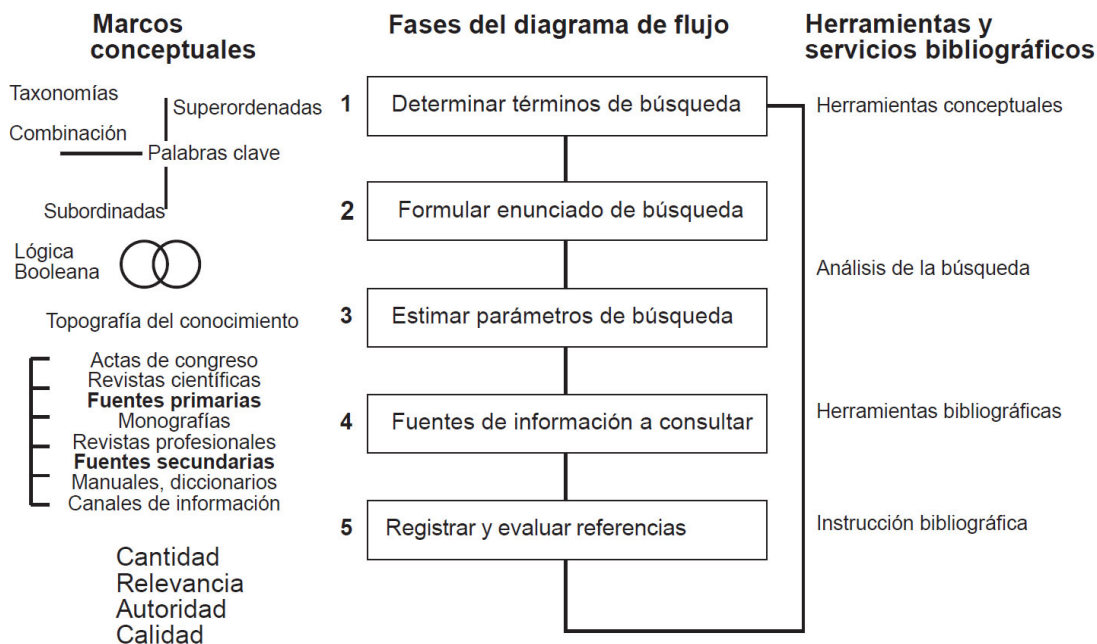 Marcos
conceptuales
Taxonomías
Superordenadas
Combinación
Palabras clave
Subordinadas
Lógica
Booleana
Topografía del conocimiento
Actas de congreso
Revistas científicas
Fuentes primarias
Monografías
Revistas profesionales
Fuentes secundarias
Manuales, diccionarios
Canales de información
Cantidad
Relevancia
Autoridad
Calidad
Fases del diagrama de flujo
1 Determinar términos de búsqueda
2 Formular enunciado de búsqueda
3 Estimar parámetros de búsqueda
4 Fuentes de información a consultar
5 Registrar y evaluar referencias
Herramientas y
servicios bibliográficos
Herramientas conceptuales
Análisis de la búsqueda
Herramientas bibliográficas
Instrucción bibliográfica